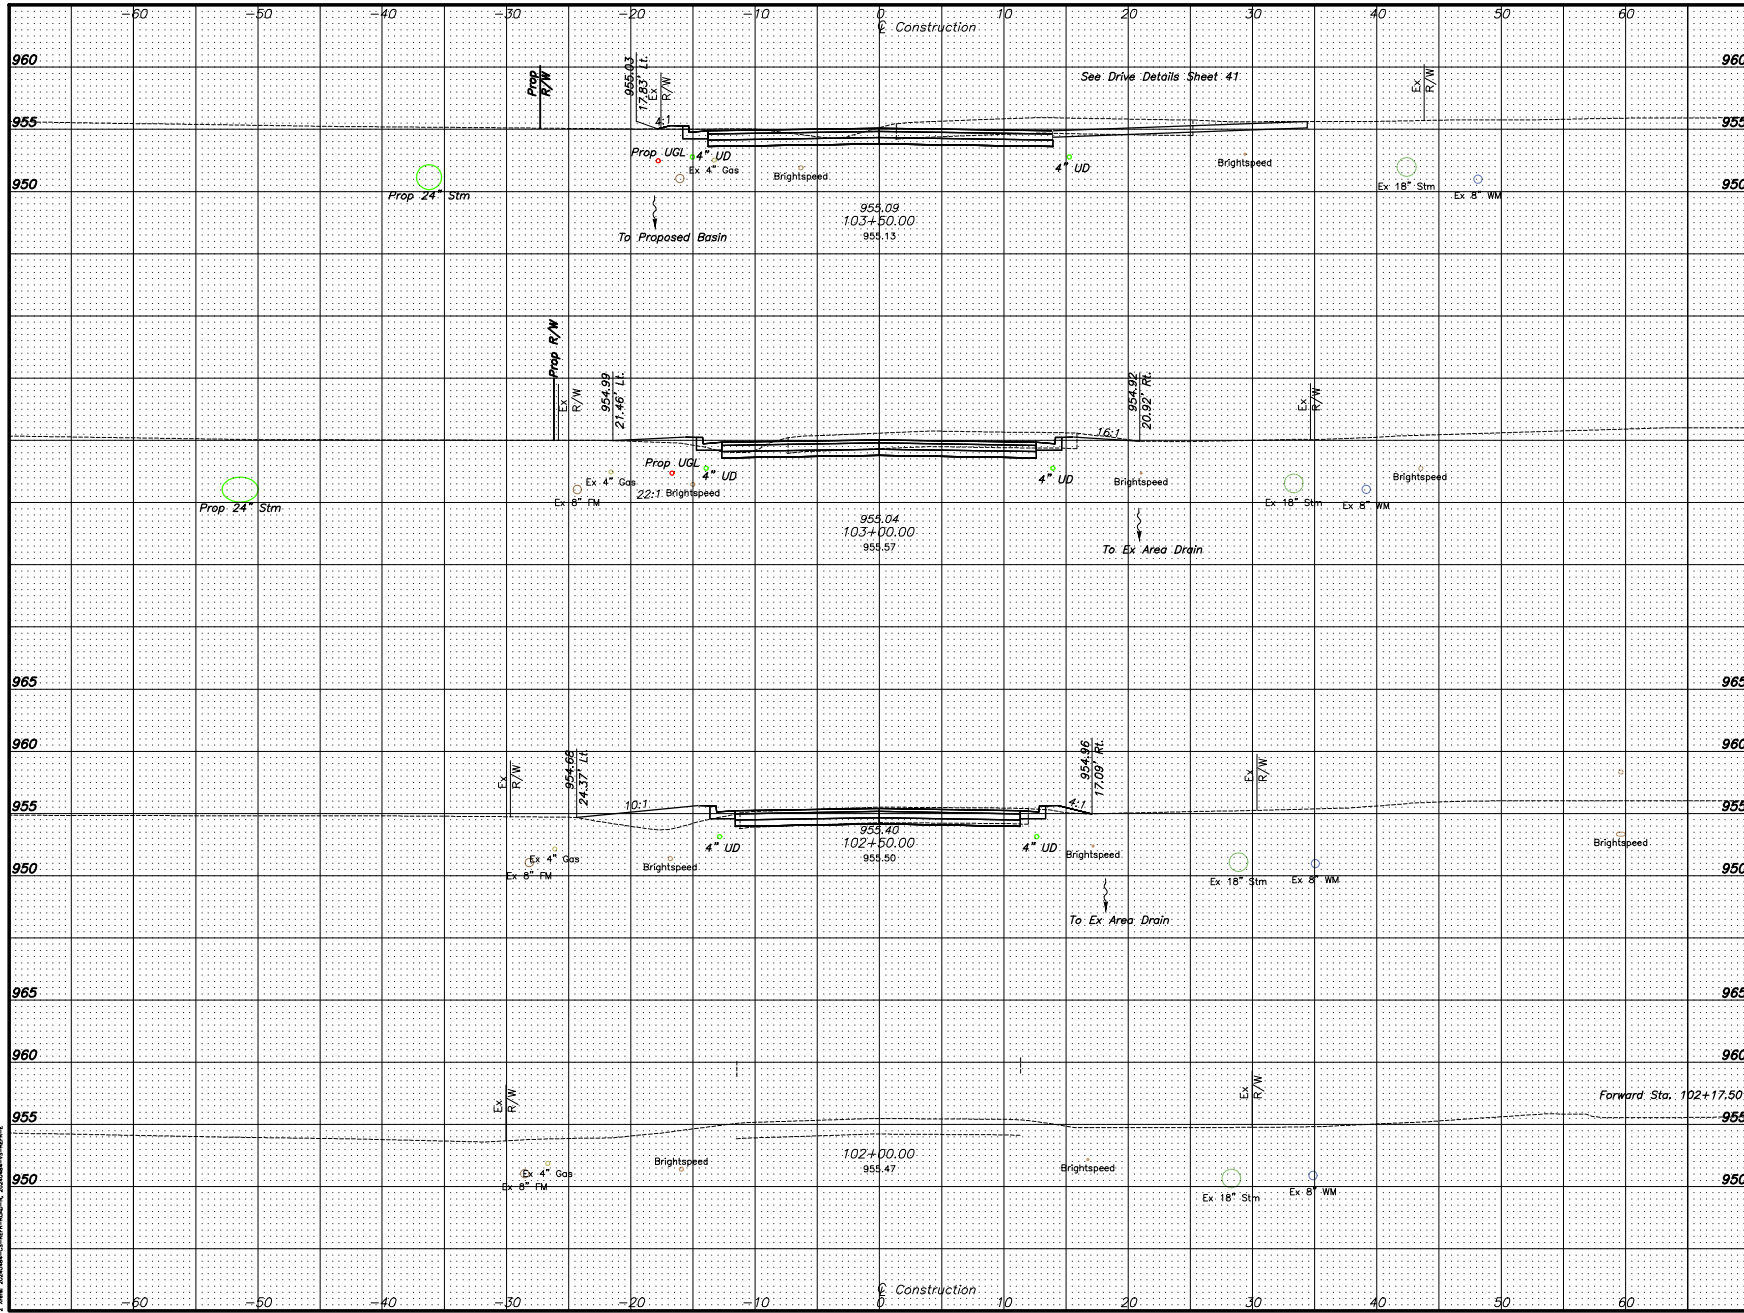 -60 -50 -40 -30 -20 -10 0 10 20 30 40 50 60
℄ Construction
960 960
Prop
R/W
955.03
17.83' Lt.
Ex
R/W
See Drive Details Sheet 41
Ex
R/W
955 955
4:1
Prop UGL
4" UD
Ex 4" Gas
Brightspeed
4" UD
Brightspeed
Prop 24" Stm
Ex 18" Stm
Ex 8" WM
950 950
To Proposed Basin
955.09
103+50.00
955.13
Prop R/W
Ex
R/W
954.99
21.46' Lt.
954.92
20.92' Rt.
Ex
R/W
16:1
Prop UGL
4" UD
Ex 4" Gas
22:1
Brightspeed
Ex 8" FM
4" UD
Brightspeed
Brightspeed
Prop 24" Stm
Ex 18" Stm
Ex 8" WM
955.04
103+00.00
955.57
To Ex Area Drain
965 965
960 960
Ex
R/W
954.68
24.37' Lt.
954.96
17.09' Rt.
Ex
R/W
955 955
10:1
4:1
955.40
102+50.00
955.50
4" UD
4" UD
Ex 4" Gas
Ex 8" FM
Brightspeed
Brightspeed
Brightspeed
Ex 18" Stm
Ex 8" WM
950 950
To Ex Area Drain
965 965
960 960
Ex
R/W
Ex
R/W
Forward Sta. 102+17.50
955 955
102+00.00
955.47
Brightspeed
Brightspeed
Ex 4" Gas
Ex 8" FM
Ex 18" Stm
Ex 8" WM
950 950
℄ Construction
-60 -50 -40 -30 -20 -10 0 10 20 30 40 50 60